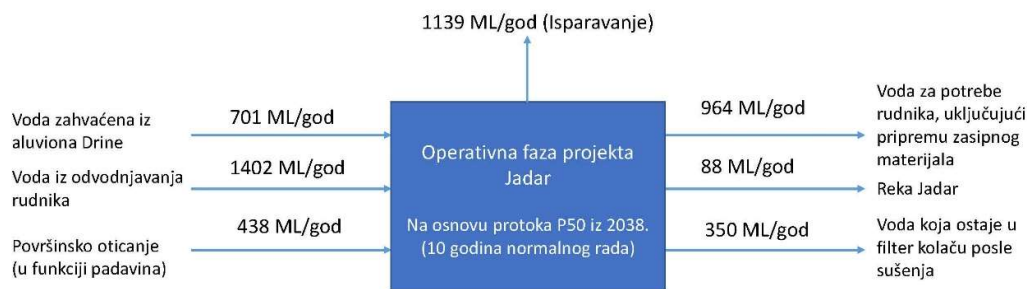 1139 ML/god (Isparavanje)
Voda zahvaćena iz
aluviona Drine
701 ML/god
Voda iz odvodnjavanja
rudnika
1402 ML/god
Površinsko oticanje
(u funkciji padavina)
438 ML/god
Operativna faza projekta
Jadar
Na osnovu protoka P50 iz 2038.
(10 godina normalnog rada)
964 ML/god
Voda za potrebe
rudnika, uključujući
pripremu zasipnog
materijala
88 ML/god
Reka Jadar
350 ML/god
Voda koja ostaje u
filter kolaču posle
sušenja